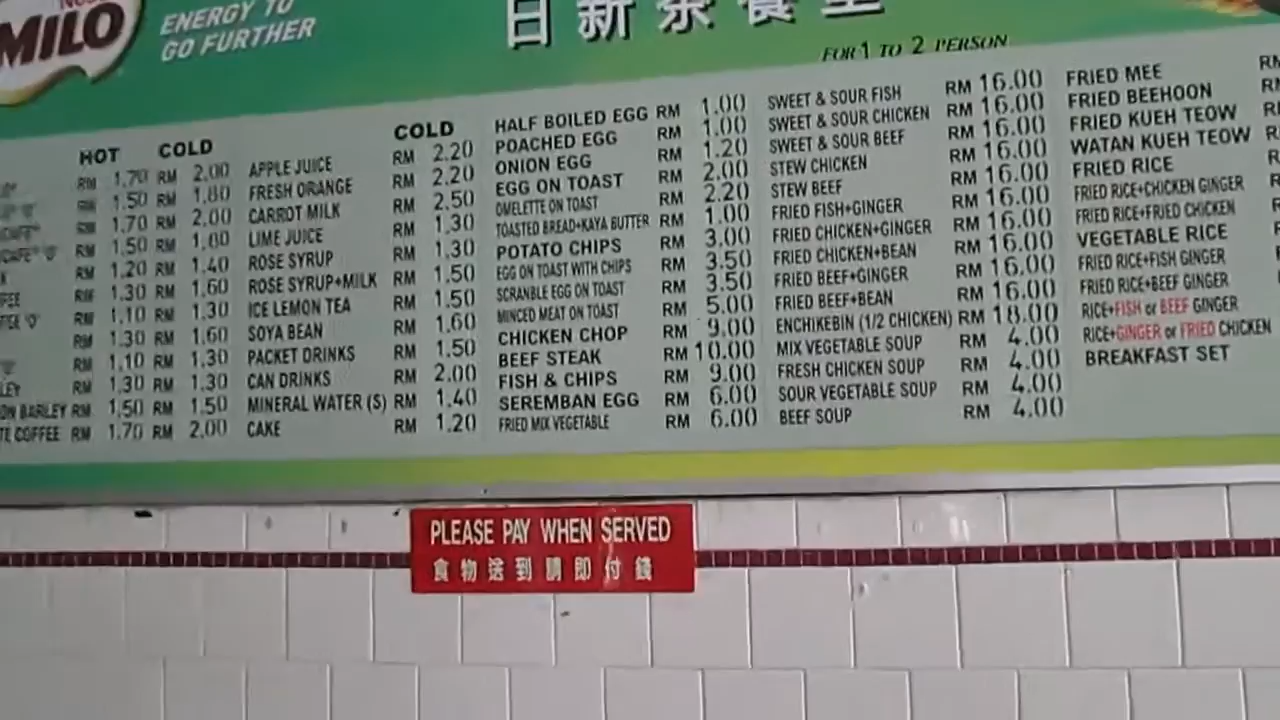 MILO
ENERGY TO
GO FURTHER
日新茶餐室
FOR 1 TO 2 PERSON
HOT COLD
RM 1.70 RM 2.00
RM 1.50 RM 1.80
RM 1.70 RM 2.00
RM 1.50 RM 1.80
RM 1.20 RM 1.40
RM 1.30 RM 1.60
RM 1.10 RM 1.30
RM 1.30 RM 1.60
RM 1.10 RM 1.30
RM 1.30 RM 1.30
BARLEY RM 1.50 RM 1.50
COFFEE RM 1.70 RM 2.00
COLD
APPLE JUICE RM 2.20
FRESH ORANGE RM 2.20
CARROT MILK RM 2.50
LIME JUICE RM 1.30
ROSE SYRUP RM 1.30
ROSE SYRUP+MILK RM 1.50
ICE LEMON TEA RM 1.50
SOYA BEAN RM 1.60
PACKET DRINKS RM 1.50
CAN DRINKS RM 2.00
MINERAL WATER (S) RM 1.40
CAKE RM 1.20
HALF BOILED EGG RM 1.00
POACHED EGG RM 1.00
ONION EGG RM 1.20
EGG ON TOAST RM 2.00
OMELETTE ON TOAST RM 2.20
TOASTED BREAD+KAYA BUTTER RM 1.00
POTATO CHIPS RM 3.00
EGG ON TOAST WITH CHIPS RM 3.50
SCRANBLE EGG ON TOAST RM 3.50
MINCED MEAT ON TOAST RM 5.00
CHICKEN CHOP RM 9.00
BEEF STEAK RM 10.00
FISH & CHIPS RM 9.00
SEREMBAN EGG RM 6.00
FRIED MIX VEGETABLE RM 6.00
SWEET & SOUR FISH RM 16.00
SWEET & SOUR CHICKEN RM 16.00
SWEET & SOUR BEEF RM 16.00
STEW CHICKEN RM 16.00
STEW BEEF RM 16.00
FRIED FISH+GINGER RM 16.00
FRIED CHICKEN+GINGER RM 16.00
FRIED CHICKEN+BEAN RM 16.00
FRIED BEEF+GINGER RM 16.00
FRIED BEEF+BEAN RM 16.00
ENCHIKEBIN (1/2 CHICKEN) RM 18.00
MIX VEGETABLE SOUP RM 4.00
FRESH CHICKEN SOUP RM 4.00
SOUR VEGETABLE SOUP RM 4.00
BEEF SOUP RM 4.00
FRIED MEE
FRIED BEEHOON
FRIED KUEH TEOW
WATAN KUEH TEOW
FRIED RICE
FRIED RICE+CHICKEN GINGER
FRIED RICE+FRIED CHICKEN
VEGETABLE RICE
FRIED RICE+FISH GINGER
FRIED RICE+BEEF GINGER
RICE+FISH or BEEF GINGER
RICE+GINGER or FRIED CHICKEN
BREAKFAST SET
PLEASE PAY WHEN SERVED
食物送到請即付錢